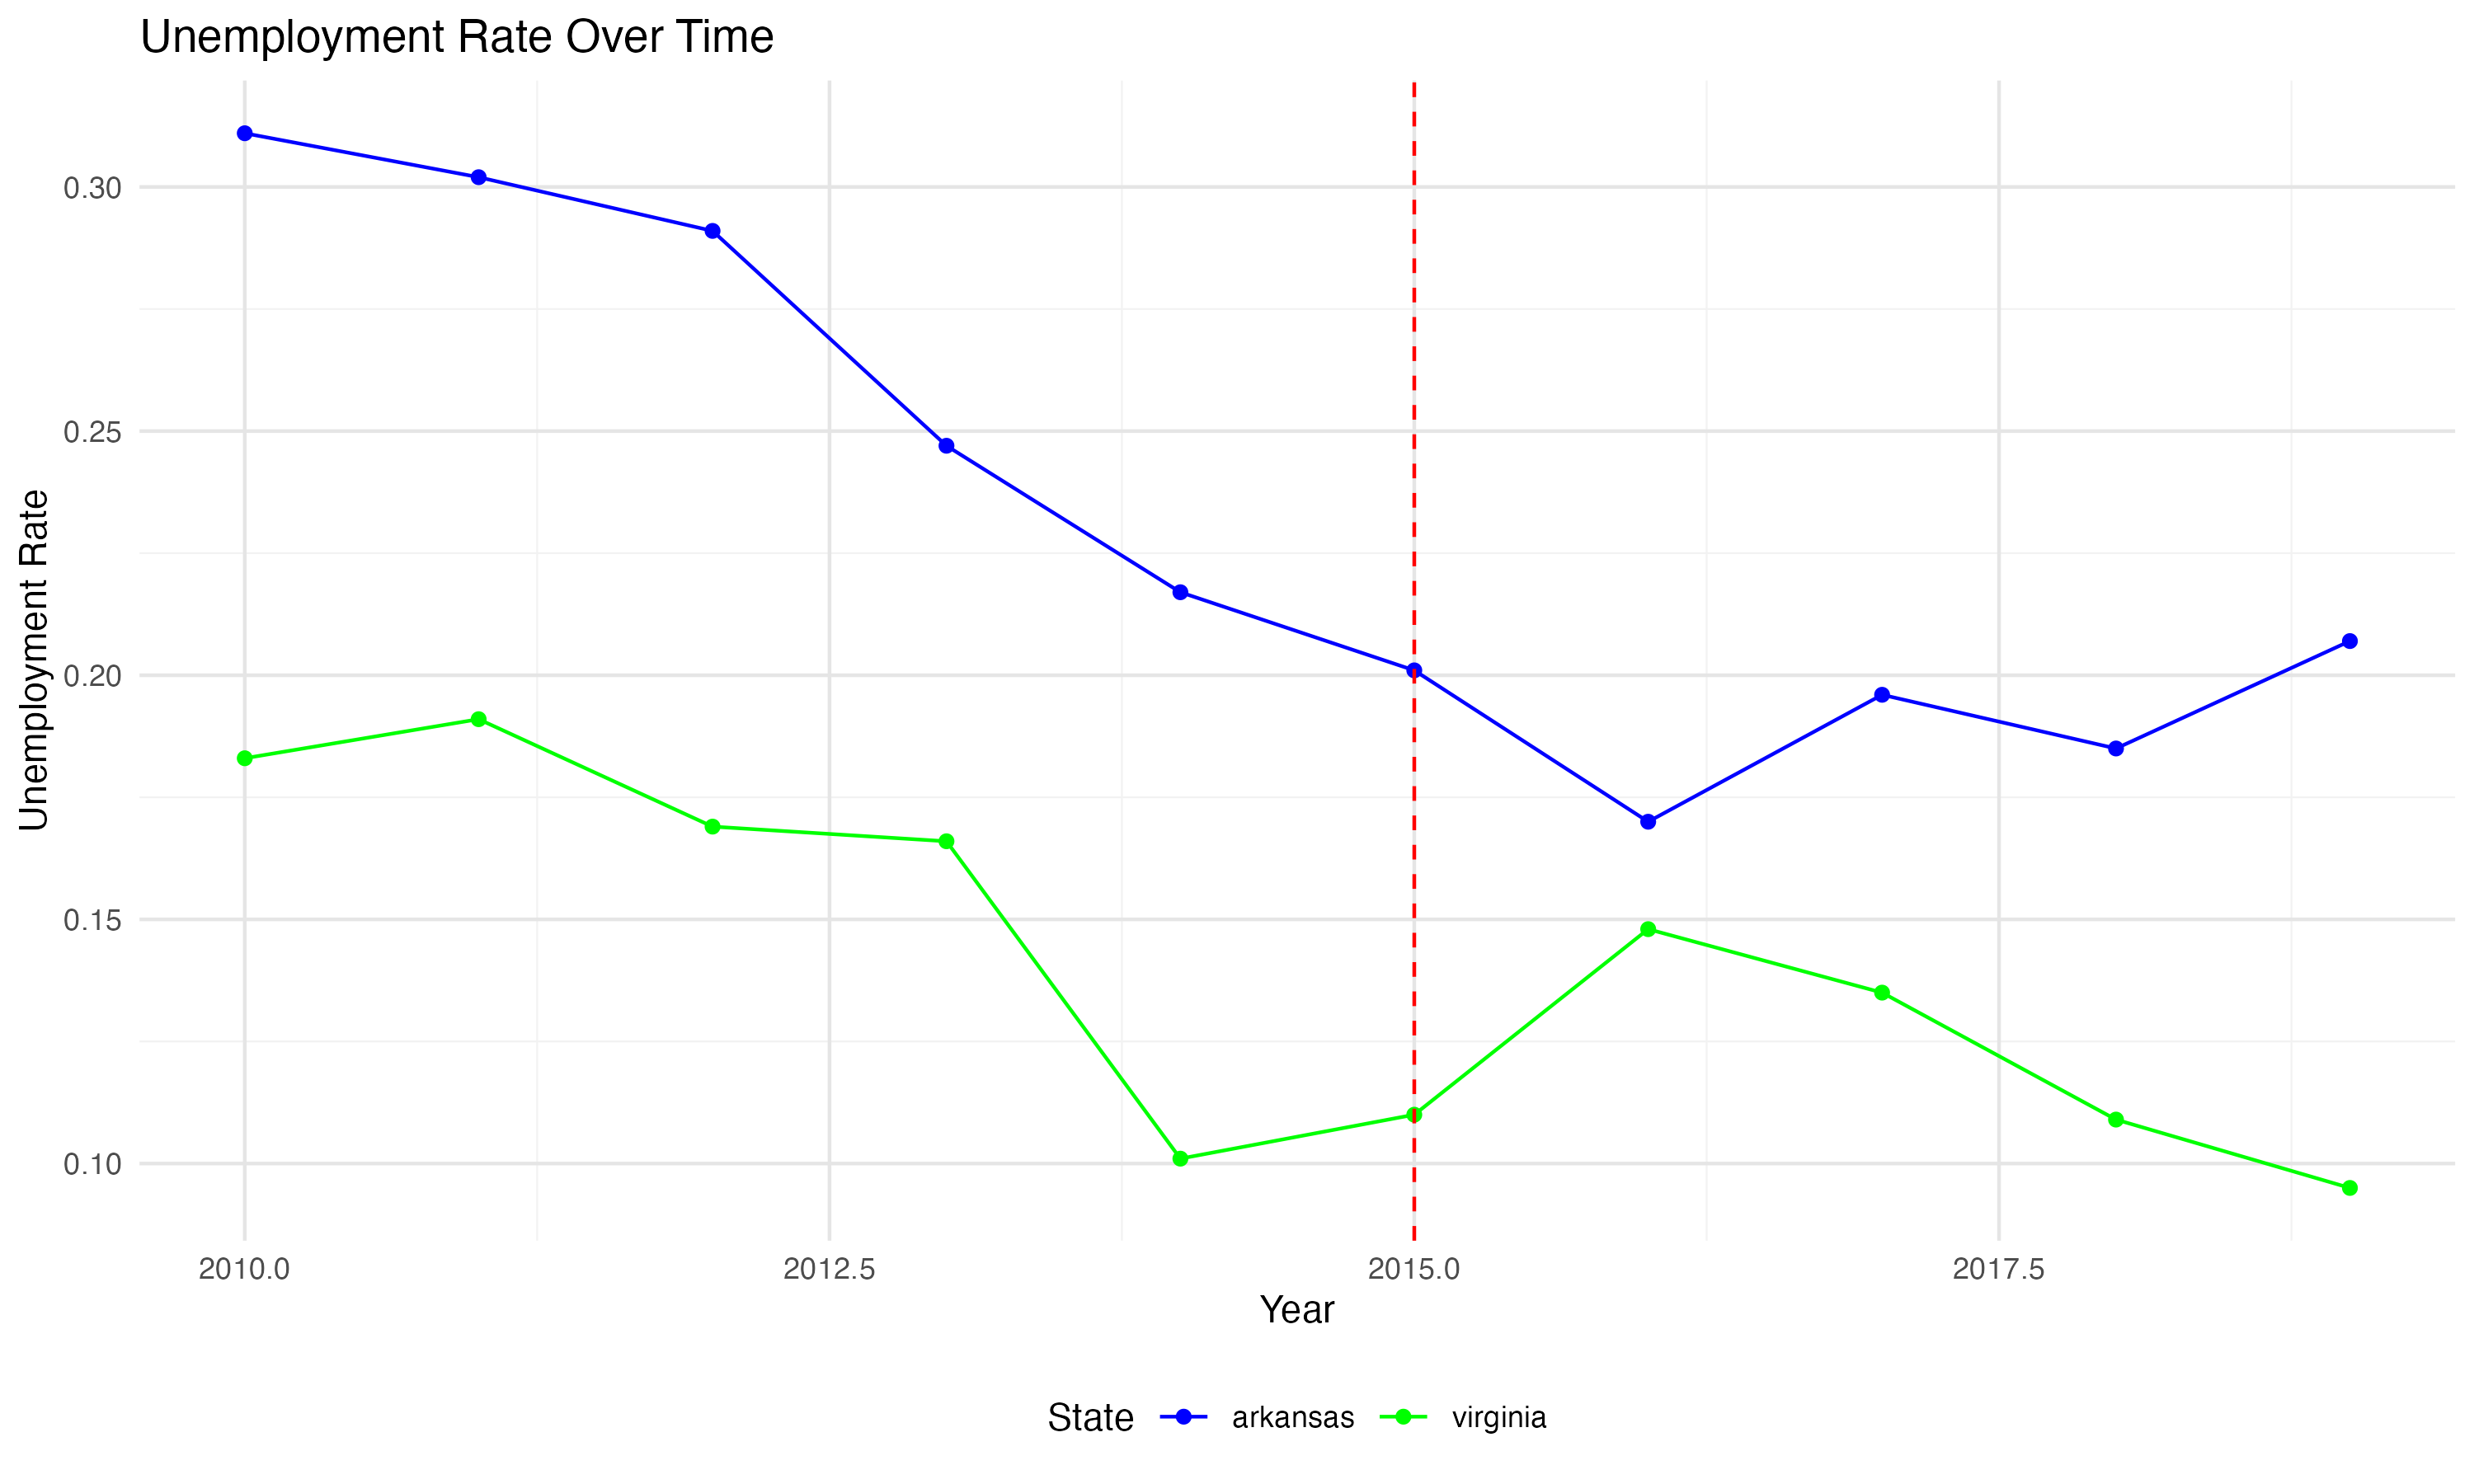 Unemployment Rate Over Time
Unemployment Rate
0.30
0.25
0.20
0.15
0.10
2010.0 2012.5 2015.0 2017.5
Year
State arkansas virginia